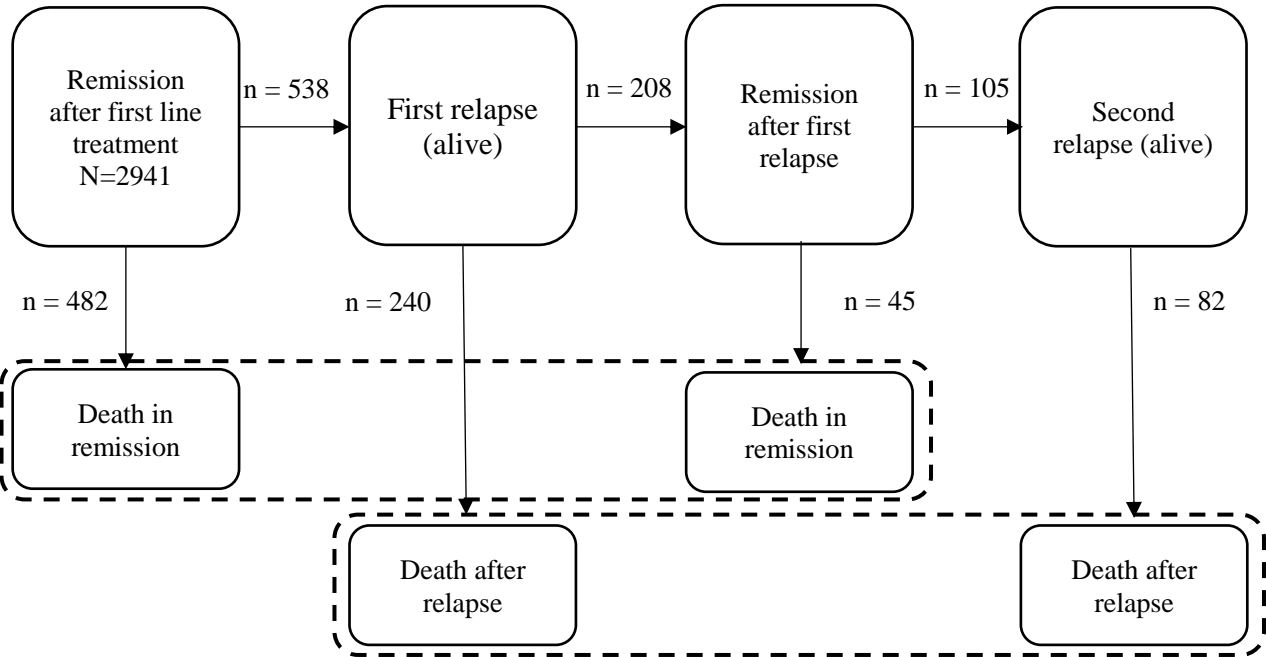 Remission
after first line
treatment
N=2941
n = 538
First relapse
(alive)
n = 208
Remission
after first
relapse
n = 105
Second
relapse (alive)
n = 482
n = 240
n = 45
n = 82
Death in
remission
Death in
remission
Death after
relapse
Death after
relapse